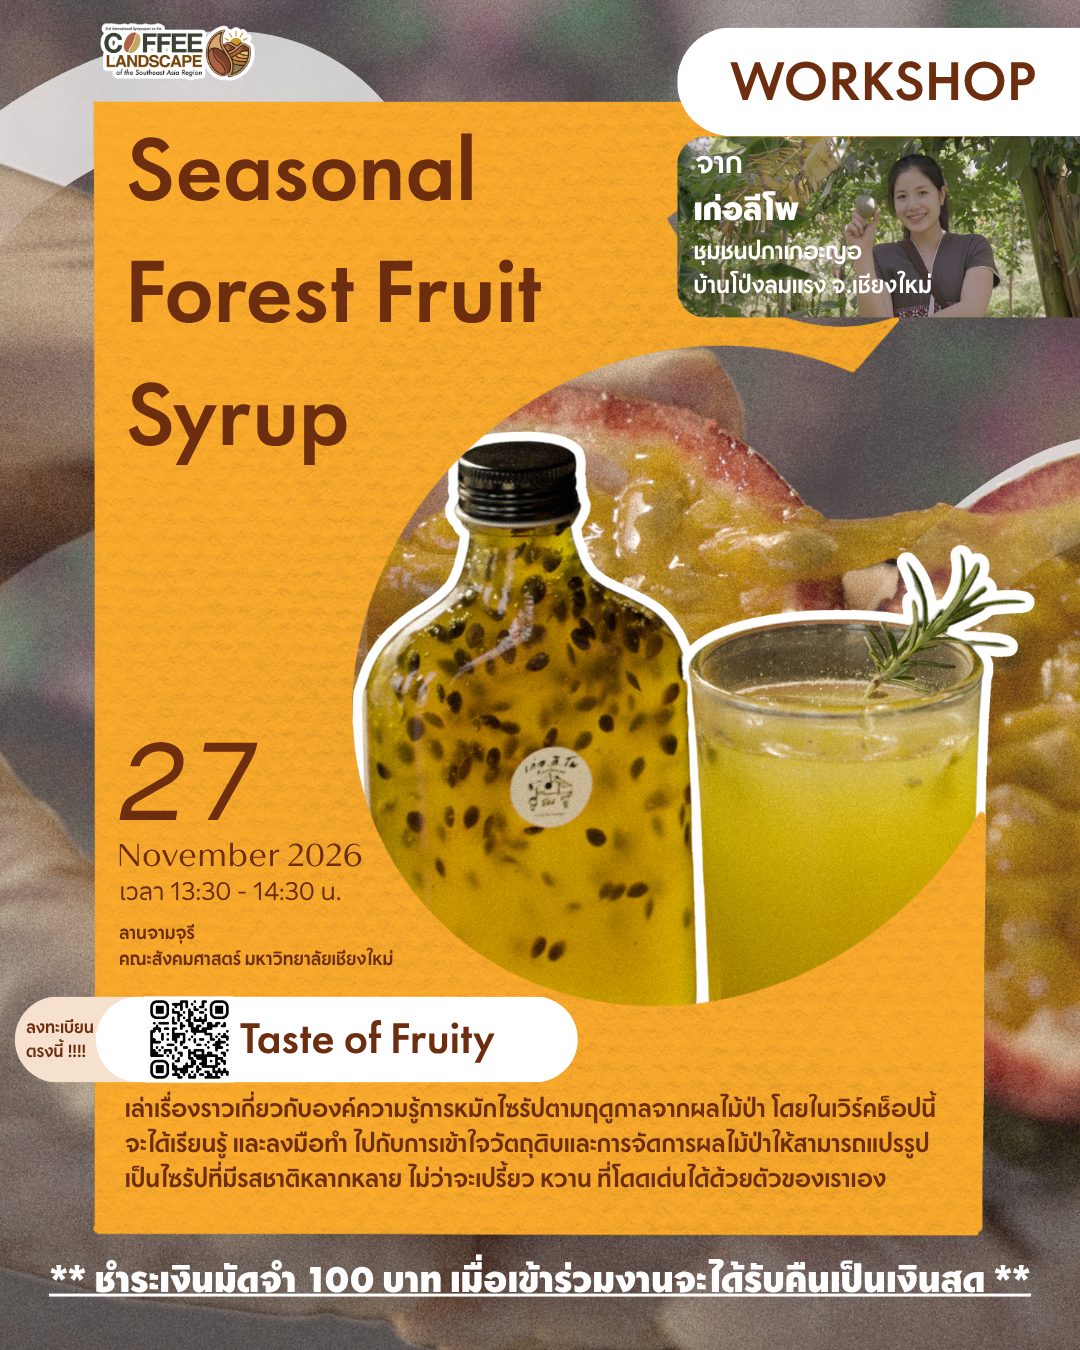 3rd International Symposium on the
COFFEE
LANDSCAPE
of the Southeast Asia Region
WORKSHOP
จาก
เก่อลีโพ
ชุมชนปกาเกอะญอ
บ้านโป่งลมแรง จ.เชียงใหม่
Seasonal
Forest Fruit
Syrup
เก่อ ลี โพ
27
November 2026
เวลา 13:30 - 14:30 น.
ลานจามจุรี
คณะสังคมศาสตร์ มหาวิทยาลัยเชียงใหม่
ลงทะเบียน
ตรงนี้ !!!!
Taste of Fruity
เล่าเรื่องราวเกี่ยวกับองค์ความรู้การหมักไซรัปตามฤดูกาลจากผลไม้ป่า โดยในเวิร์คช็อปนี้
จะได้เรียนรู้ และลงมือทำ ไปกับการเข้าใจวัตถุดิบและการจัดการผลไม้ป่าให้สามารถแปรรูป
เป็นไซรัปที่มีรสชาติหลากหลาย ไม่ว่าจะเปรี้ยว หวาน ที่โดดเด่นได้ด้วยตัวของเราเอง
** ชำระเงินมัดจำ 100 บาท เมื่อเข้าร่วมงานจะได้รับคืนเป็นเงินสด **